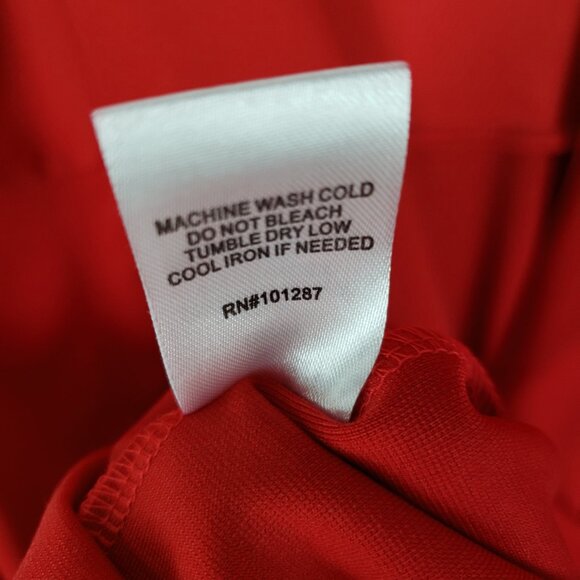 MACHINE WASH COLD
DO NOT BLEACH
TUMBLE DRY LOW
COOL IRON IF NEEDED
RN#101287